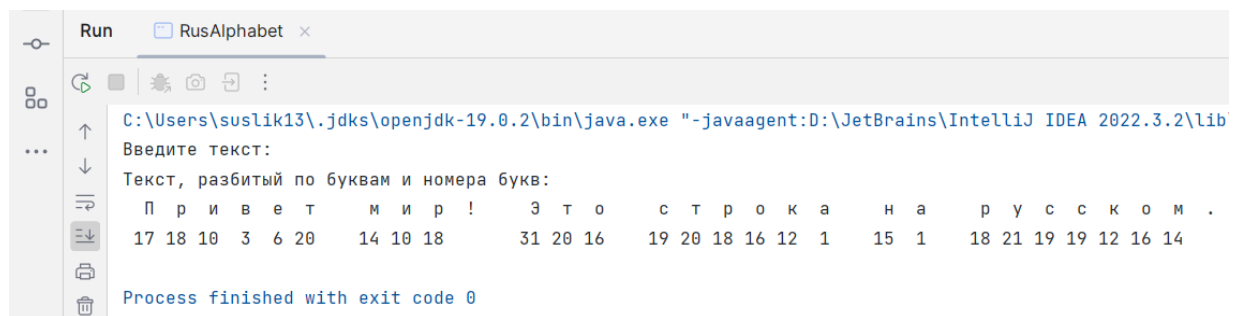 Run RusAlphabet ×
C:\Users\suslik13\.jdks\openjdk-19.0.2\bin\java.exe "-javaagent:D:\JetBrains\IntelliJ IDEA 2022.3.2\lib
Введите текст:
Текст, разбитый по буквам и номера букв:
П р и в е т   м и р !   Э т о   с т р о к а   н а   р у с с к о м .
17 18 10 3 6 20   14 10 18   31 20 16   19 20 18 16 12 1   15 1   18 21 19 19 12 16 14
Process finished with exit code 0